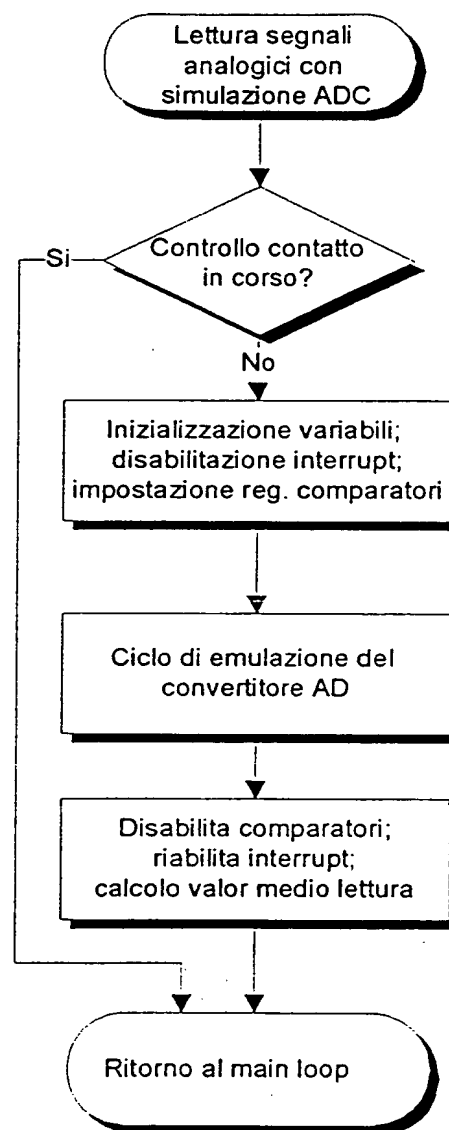 Lettura segnali
analogici con
simulazione ADC
Controllo contatto
in corso?
Si
No
Inizializzazione variabili;
disabilitazione interrupt;
impostazione reg. comparatori
Ciclo di emulazione del
convertitore AD
Disabilita comparatori;
riabilita interrupt;
calcolo valor medio lettura
Ritorno al main loop